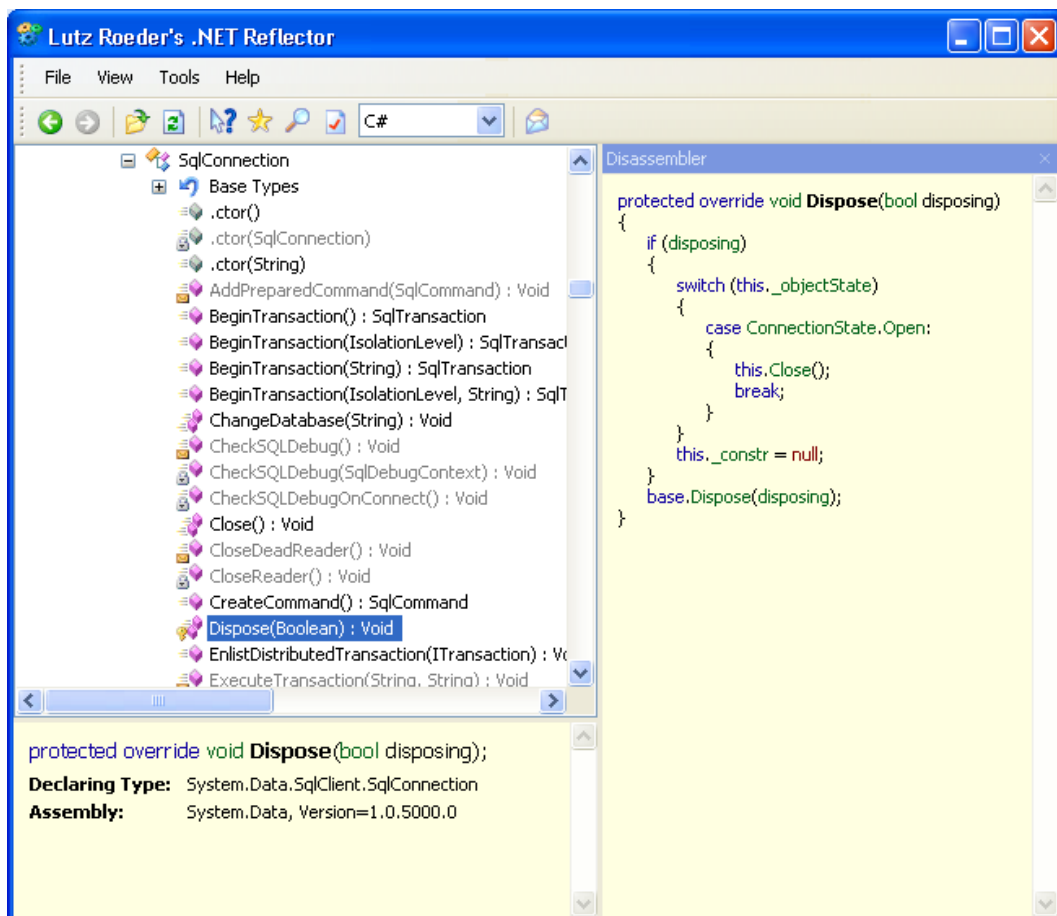 Lutz Roeder's .NET Reflector
File View Tools Help
C#
SqlConnection
Base Types
.ctor()
.ctor(SqlConnection)
.ctor(String)
AddPreparedCommand(SqlCommand) : Void
BeginTransaction() : SqlTransaction
BeginTransaction(IsolationLevel) : SqlTransact
BeginTransaction(String) : SqlTransaction
BeginTransaction(IsolationLevel, String) : SqlT
ChangeDatabase(String) : Void
CheckSQLDebug() : Void
CheckSQLDebug(SqlDebugContext) : Void
CheckSQLDebugOnConnect() : Void
Close() : Void
CloseDeadReader() : Void
CloseReader() : Void
CreateCommand() : SqlCommand
Dispose(Boolean) : Void
EnlistDistributedTransaction(ITransaction) : Vo
ExecuteTransaction(String, String) : Void
protected override void Dispose(bool disposing);
Declaring Type: System.Data.SqlClient.SqlConnection
Assembly: System.Data, Version=1.0.5000.0
Disassembler
protected override void Dispose(bool disposing)
{
if (disposing)
{
switch (this._objectState)
{
case ConnectionState.Open:
{
this.Close();
break;
}
}
this._constr = null;
}
base.Dispose(disposing);
}